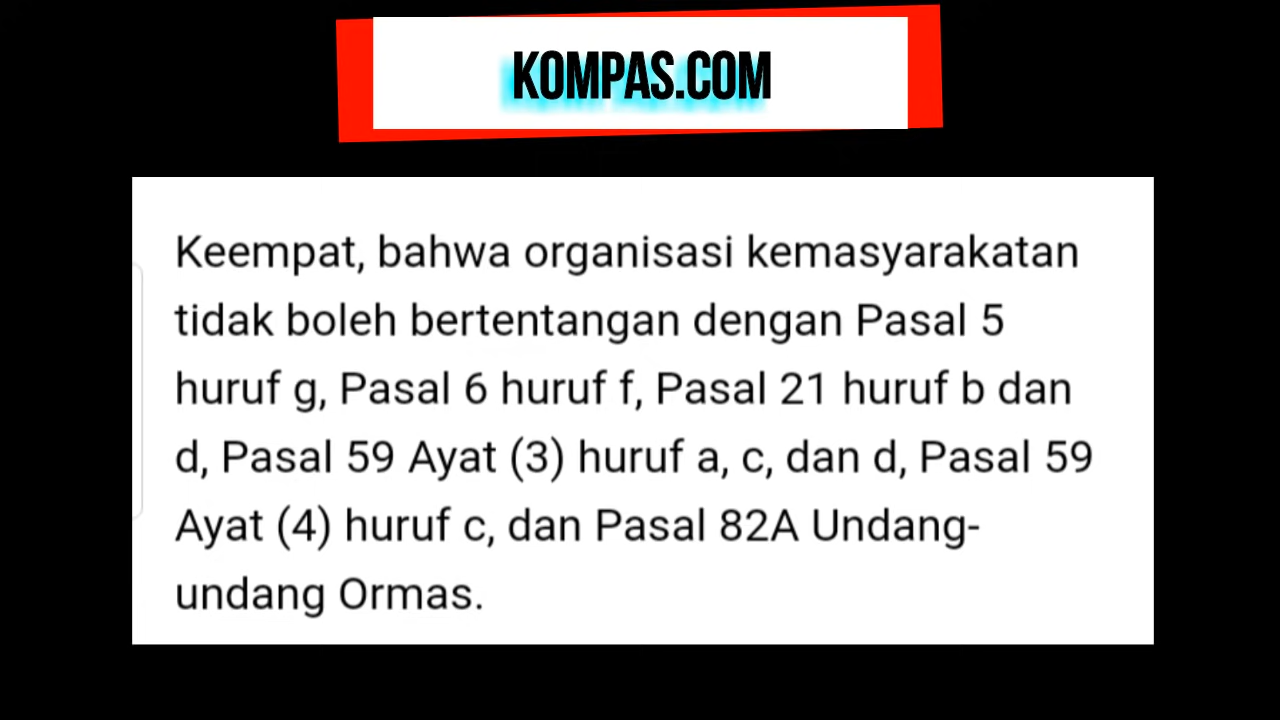 KOMPAS.COM
Keempat, bahwa organisasi kemasyarakatan
tidak boleh bertentangan dengan Pasal 5
huruf g, Pasal 6 huruf f, Pasal 21 huruf b dan
d, Pasal 59 Ayat (3) huruf a, c, dan d, Pasal 59
Ayat (4) huruf c, dan Pasal 82A Undang-
undang Ormas.